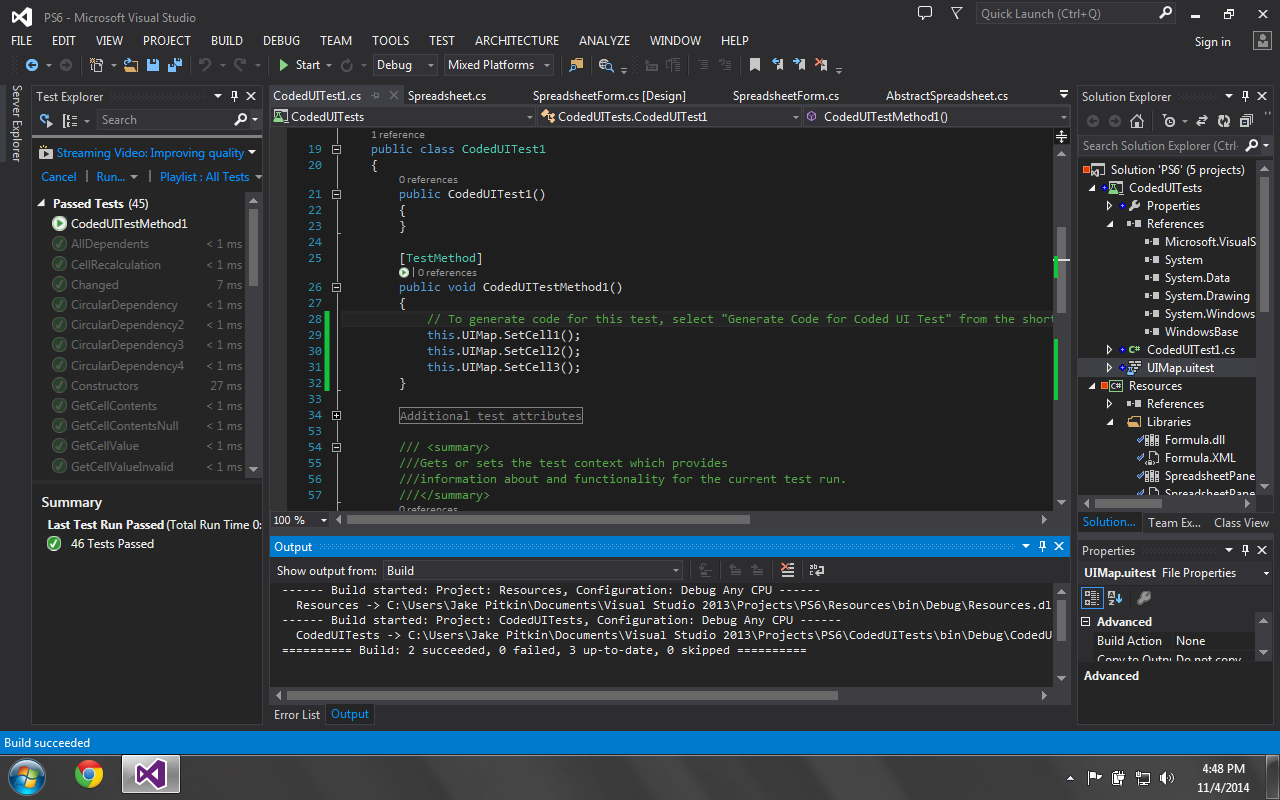 PS6 - Microsoft Visual Studio
Quick Launch (Ctrl+Q)
FILE EDIT VIEW PROJECT BUILD DEBUG TEAM TOOLS TEST ARCHITECTURE ANALYZE WINDOW HELP
Sign in
Start Debug Mixed Platforms
Server Explorer
Test Explorer
Search
Streaming Video: Improving quality
Cancel Run... Playlist : All Tests
Passed Tests (45)
CodedUITestMethod1
AllDependents < 1 ms
CellRecalculation < 1 ms
Changed 7 ms
CircularDependency < 1 ms
CircularDependency2 < 1 ms
CircularDependency3 < 1 ms
CircularDependency4 < 1 ms
Constructors 27 ms
GetCellContents < 1 ms
GetCellContentsNull < 1 ms
GetCellValue < 1 ms
GetCellValueInvalid < 1 ms
Summary
Last Test Run Passed (Total Run Time 0:
46 Tests Passed
CodedUITest1.cs Spreadsheet.cs SpreadsheetForm.cs [Design] SpreadsheetForm.cs AbstractSpreadsheet.cs
CodedUITests CodedUITests.CodedUITest1 CodedUITestMethod1()
1 reference
19 public class CodedUITest1
20 {
0 references
21 public CodedUITest1()
22 {
23 }
24
25 [TestMethod]
| 0 references
26 public void CodedUITestMethod1()
27 {
28 // To generate code for this test, select "Generate Code for Coded UI Test" from the short
29 this.UIMap.SetCell1();
30 this.UIMap.SetCell2();
31 this.UIMap.SetCell3();
32 }
33
34 Additional test attributes
53
54 /// <summary>
55 ///Gets or sets the test context which provides
56 ///information about and functionality for the current test run.
57 ///</summary>
0 references
100 %
Output
Show output from: Build
------ Build started: Project: Resources, Configuration: Debug Any CPU ------
Resources -> C:\Users\Jake Pitkin\Documents\Visual Studio 2013\Projects\PS6\Resources\bin\Debug\Resources.dl
------ Build started: Project: CodedUITests, Configuration: Debug Any CPU ------
CodedUITests -> C:\Users\Jake Pitkin\Documents\Visual Studio 2013\Projects\PS6\CodedUITests\bin\Debug\CodedU
========== Build: 2 succeeded, 0 failed, 3 up-to-date, 0 skipped ==========
Error List Output
Solution Explorer
Search Solution Explorer (Ctrl
Solution 'PS6' (5 projects)
CodedUITests
Properties
References
Microsoft.VisualS
System
System.Data
System.Drawing
System.Windows
WindowsBase
C# CodedUITest1.cs
UIMap.uitest
C# Resources
References
Libraries
Formula.dll
Formula.XML
SpreadsheetPane
SpreadsheetPane
Solution... Team Ex... Class View
Properties
UIMap.uitest File Properties
Advanced
Build Action None
Copy to Outpu Do not copy
Advanced
Build succeeded
4:48 PM
11/4/2014